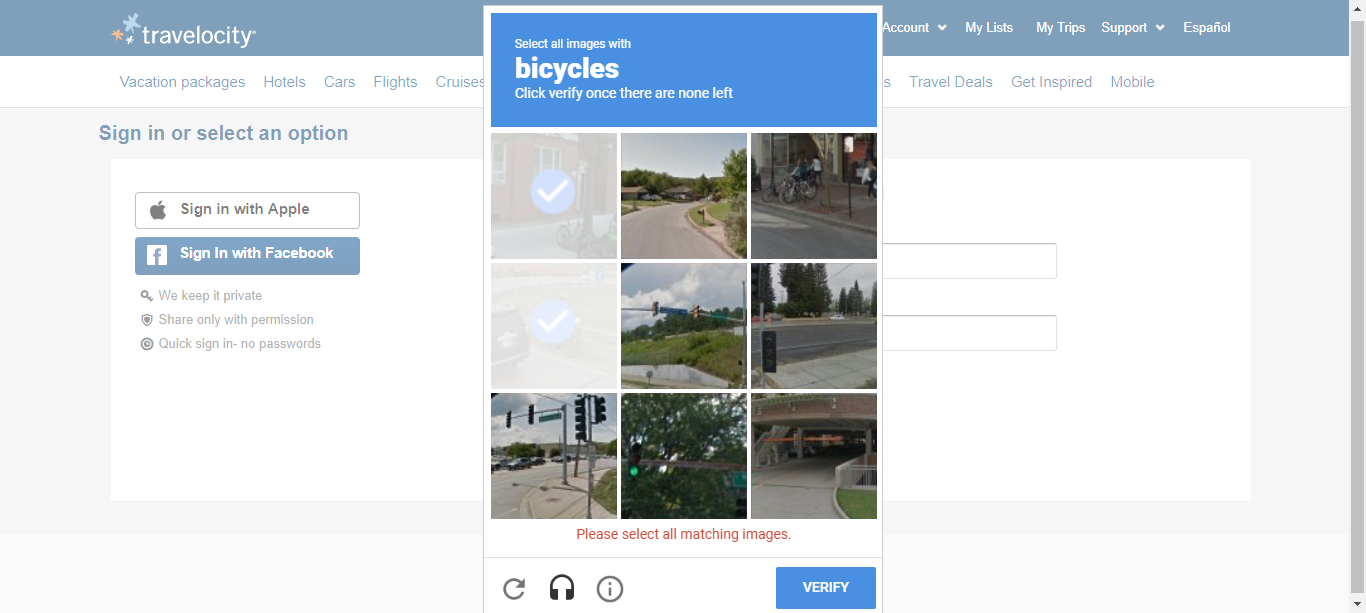 travelocity
Account
My Lists
My Trips
Support
Español
Vacation packages
Hotels
Cars
Flights
Cruises
s
Travel Deals
Get Inspired
Mobile
Sign in or select an option
Sign in with Apple
Sign In with Facebook
We keep it private
Share only with permission
Quick sign in- no passwords
Select all images with
bicycles
Click verify once there are none left
Please select all matching images.
VERIFY